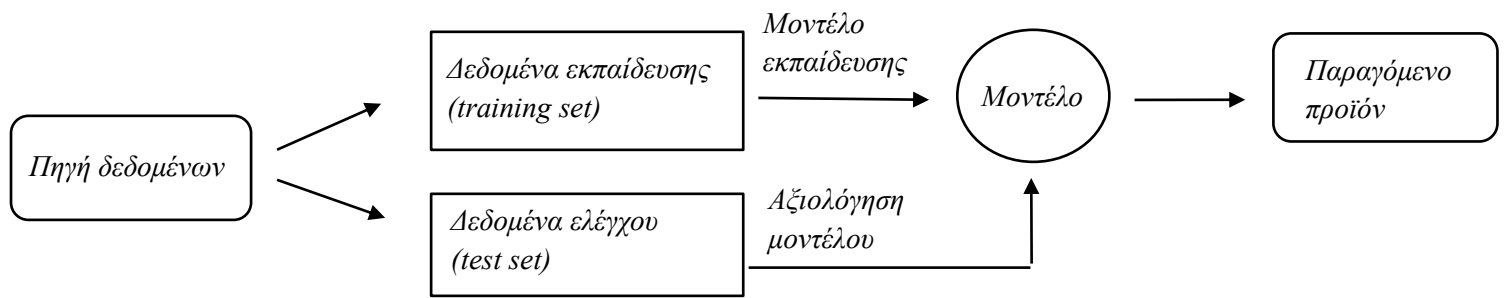 Πηγή δεδομένων
Δεδομένα εκπαίδευσης
(training set)
Δεδομένα ελέγχου
(test set)
Μοντέλο
εκπαίδευσης
Αξιολόγηση
μοντέλου
Μοντέλο
Παραγόμενο
προϊόν